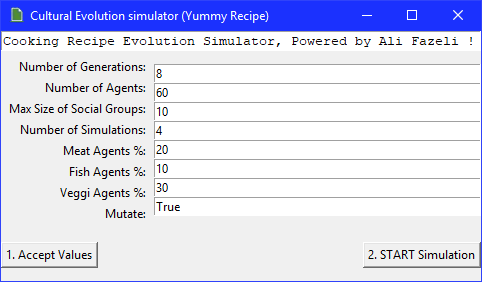 Cultural Evolution simulator (Yummy Recipe)
Cooking Recipe Evolution Simulator, Powered by Ali Fazeli !
Number of Generations: 8
Number of Agents: 60
Max Size of Social Groups: 10
Number of Simulations: 4
Meat Agents %: 20
Fish Agents %: 10
Veggi Agents %: 30
Mutate: True
1. Accept Values 2. START Simulation